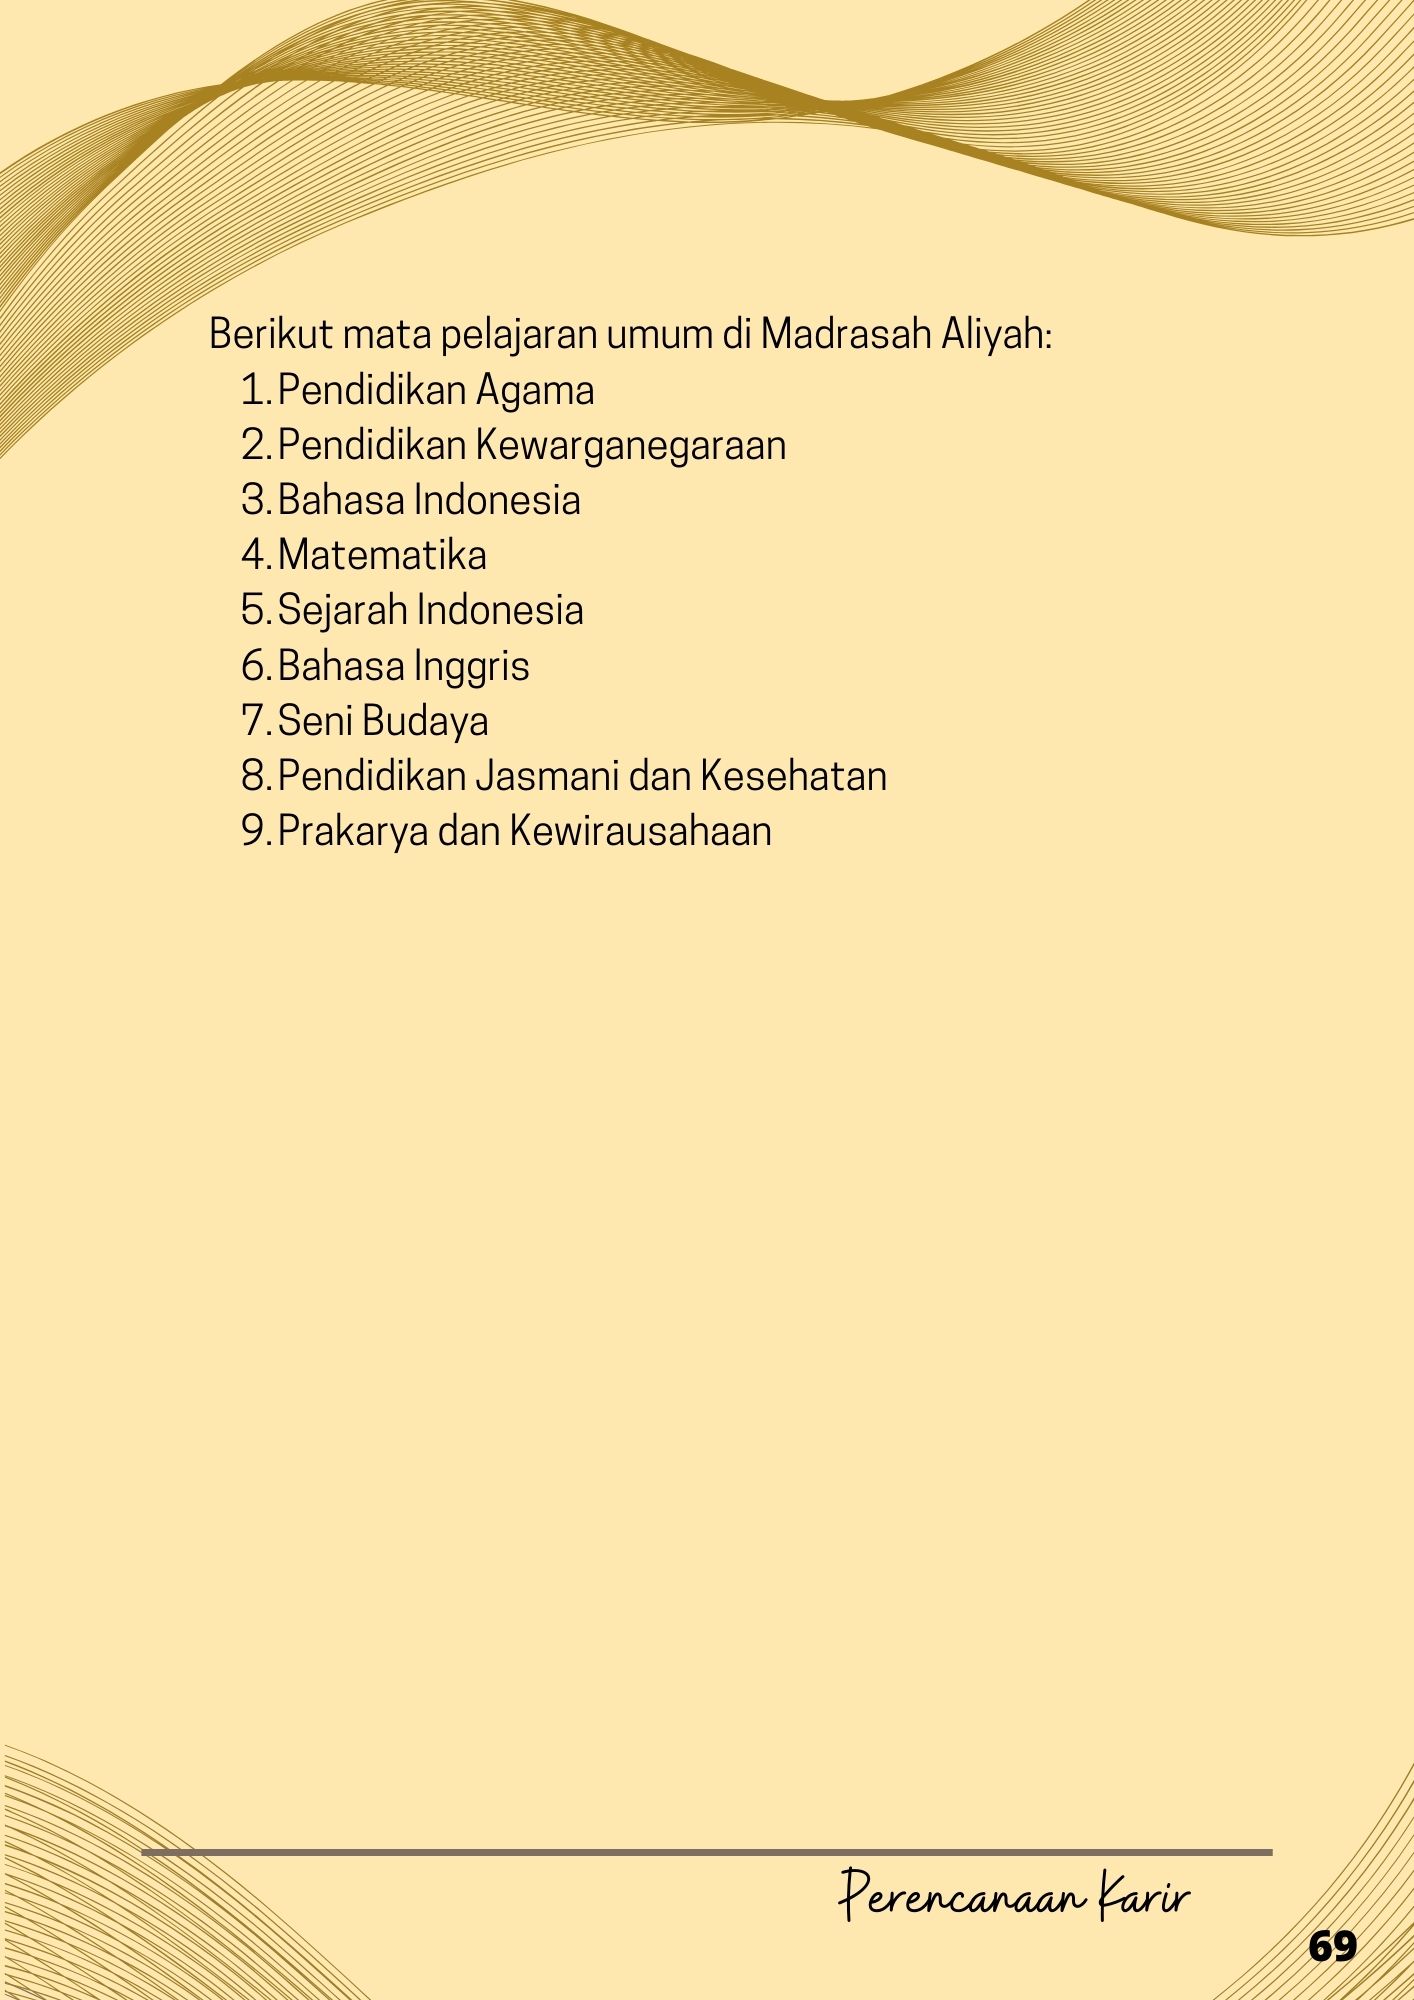 Berikut mata pelajaran umum di Madrasah Aliyah:
1. Pendidikan Agama
2. Pendidikan Kewarganegaraan
3. Bahasa Indonesia
4. Matematika
5. Sejarah Indonesia
6. Bahasa Inggris
7. Seni Budaya
8. Pendidikan Jasmani dan Kesehatan
9. Prakarya dan Kewirausahaan
Perencanaan Karir
69